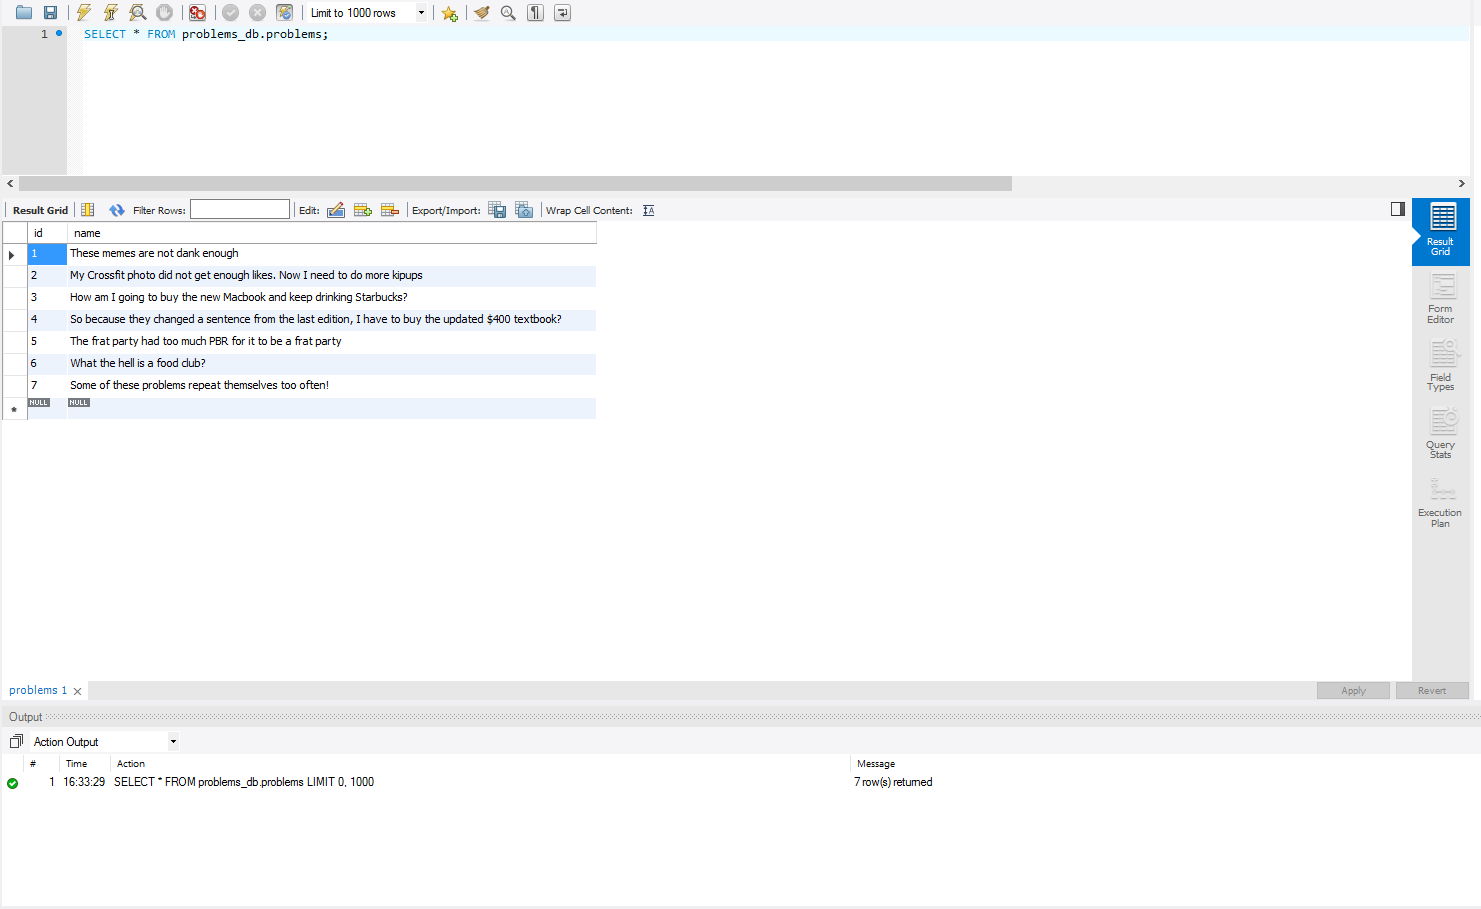 Limit to 1000 rows
1 SELECT * FROM problems_db.problems;
Result Grid Filter Rows: Edit: Export/Import: Wrap Cell Content:
id name
1 These memes are not dank enough
2 My Crossfit photo did not get enough likes. Now I need to do more kipups
3 How am I going to buy the new Macbook and keep drinking Starbucks?
4 So because they changed a sentence from the last edition, I have to buy the updated $400 textbook?
5 The frat party had too much PBR for it to be a frat party
6 What the hell is a food club?
7 Some of these problems repeat themselves too often!
NULL NULL
Result
Grid
Form
Editor
Field
Types
Query
Stats
Execution
Plan
problems 1
Apply Revert
Output
Action Output
# Time Action Message
1 16:33:29 SELECT * FROM problems_db.problems LIMIT 0, 1000 7 row(s) returned